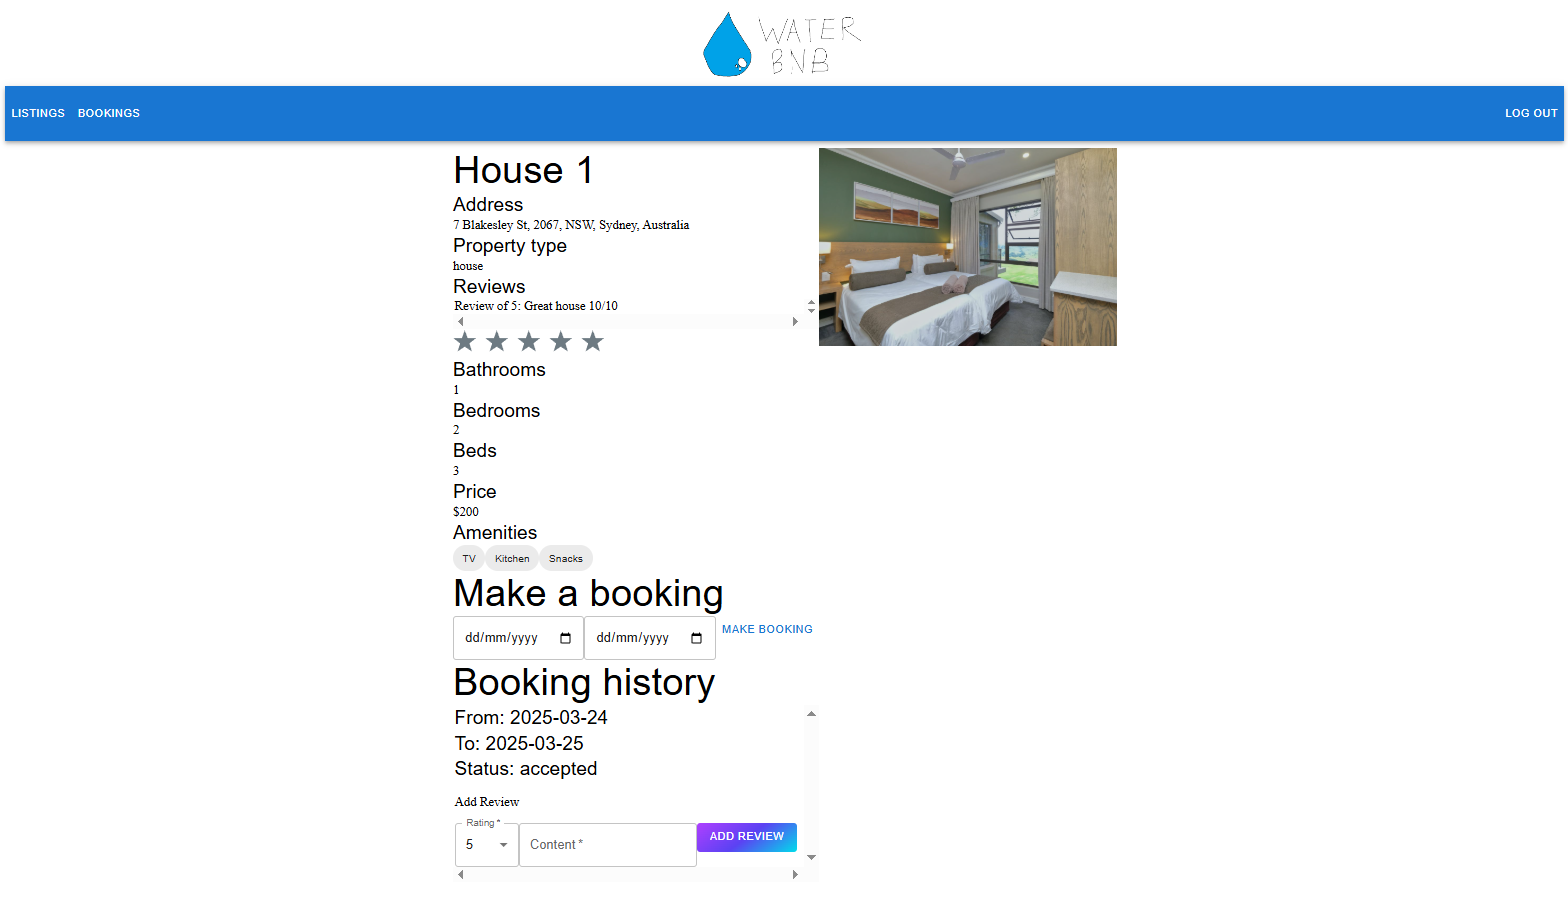 WATER
BNB
LISTINGS BOOKINGS LOG OUT
House 1
Address
7 Blakesley St, 2067, NSW, Sydney, Australia
Property type
house
Reviews
Review of 5: Great house 10/10
Bathrooms
1
Bedrooms
2
Beds
3
Price
$200
Amenities
TV Kitchen Snacks
Make a booking
dd/mm/yyyy dd/mm/yyyy MAKE BOOKING
Booking history
From: 2025-03-24
To: 2025-03-25
Status: accepted
Add Review
Rating *
5 Content * ADD REVIEW